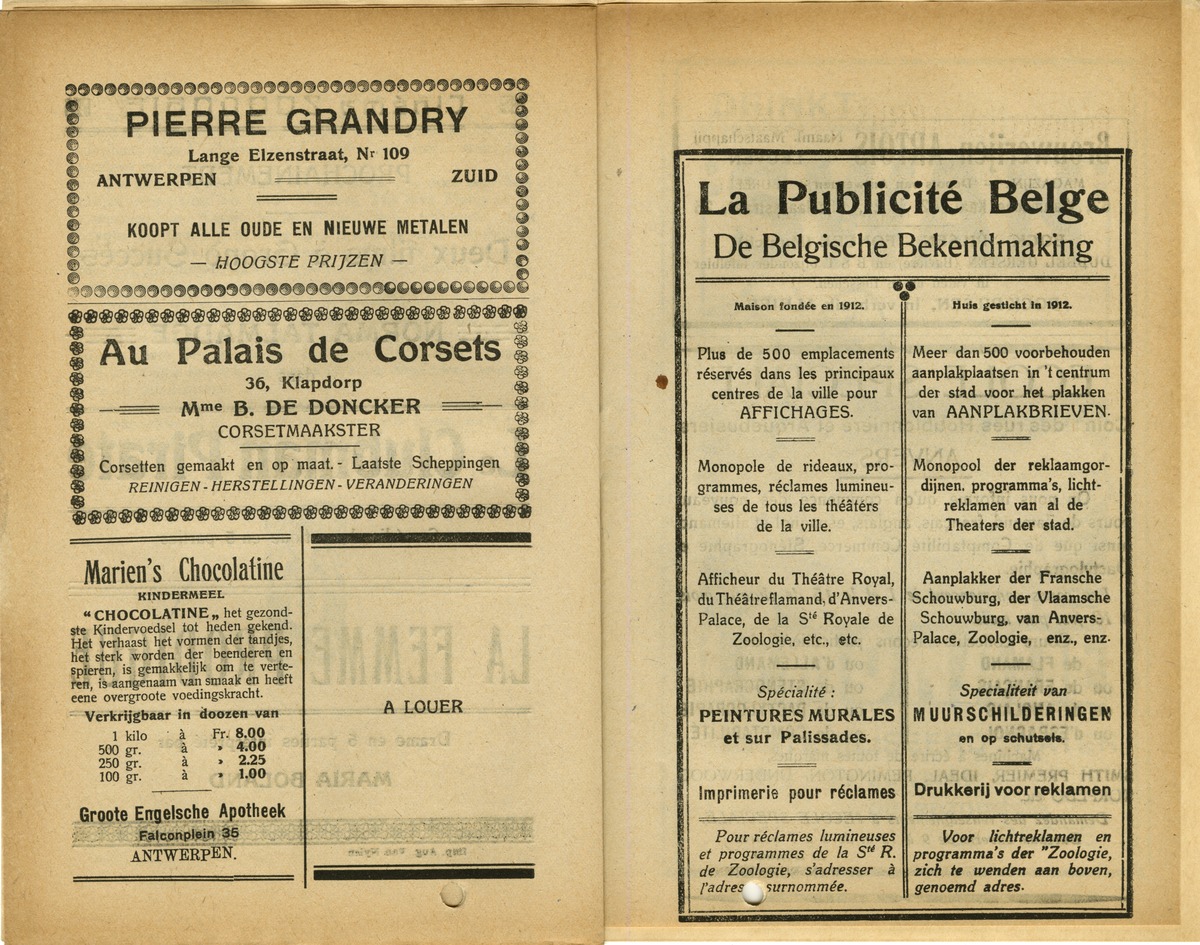 PIERRE GRANDRY
Lange Elzenstraat, Nr 109
ANTWERPEN ZUID
KOOPT ALLE OUDE EN NIEUWE METALEN
— HOOGSTE PRIJZEN —
Au Palais de Corsets
36, Klapdorp
Mme B. DE DONCKER
CORSETMAAKSTER
Corsetten gemaakt en op maat. - Laatste Scheppingen
REINIGEN - HERSTELLINGEN - VERANDERINGEN
Marien's Chocolatine
KINDERMEEL
“CHOCOLATINE„ het gezond-
ste Kindervoedsel tot heden gekend.
Het verhaast het vormen der tandjes,
het sterk worden der beenderen en
spieren, is gemakkelijk om te verte-
ren, is aangenaam van smaak en heeft
eene overgroote voedingskracht.
Verkrijgbaar in doozen van
1 kilo à Fr. 8.00
500 gr. à » 4.00
250 gr. à » 2.25
100 gr. à » 1.00
Groote Engelsche Apotheek
Falconplein 35
ANTWERPEN.
A LOUER
La Publicité Belge
De Belgische Bekendmaking
Maison fondée en 1912.
Plus de 500 emplacements
réservés dans les principaux
centres de la ville pour
AFFICHAGES.
Monopole de rideaux, pro-
grammes, réclames lumineu-
ses de tous les théâtérs
de la ville.
Afficheur du Théâtre Royal,
du Théâtre flamand, d'Anvers-
Palace, de la Sté Royale de
Zoologie, etc., etc.
Spécialité :
PEINTURES MURALES
et sur Palissades.
Imprimerie pour réclames
Pour réclames lumineuses
et programmes de la Sté R.
de Zoologie, s'adresser à
l'adres surnommée.
Huis gesticht in 1912.
Meer dan 500 voorbehouden
aanplakplaatsen in 't centrum
der stad voor het plakken
van AANPLAKBRIEVEN.
Monopool der reklaamgor-
dijnen. programma's, licht-
reklamen van al de
Theaters der stad.
Aanplakker der Fransche
Schouwburg, der Vlaamsche
Schouwburg, van Anvers-
Palace, Zoologie, enz., enz.
Specialiteit van
MUURSCHILDERINGEN
en op schutsels.
Drukkerij voor reklamen
Voor lichtreklamen en
programma's der "Zoologie,
zich te wenden aan boven,
genoemd adres.